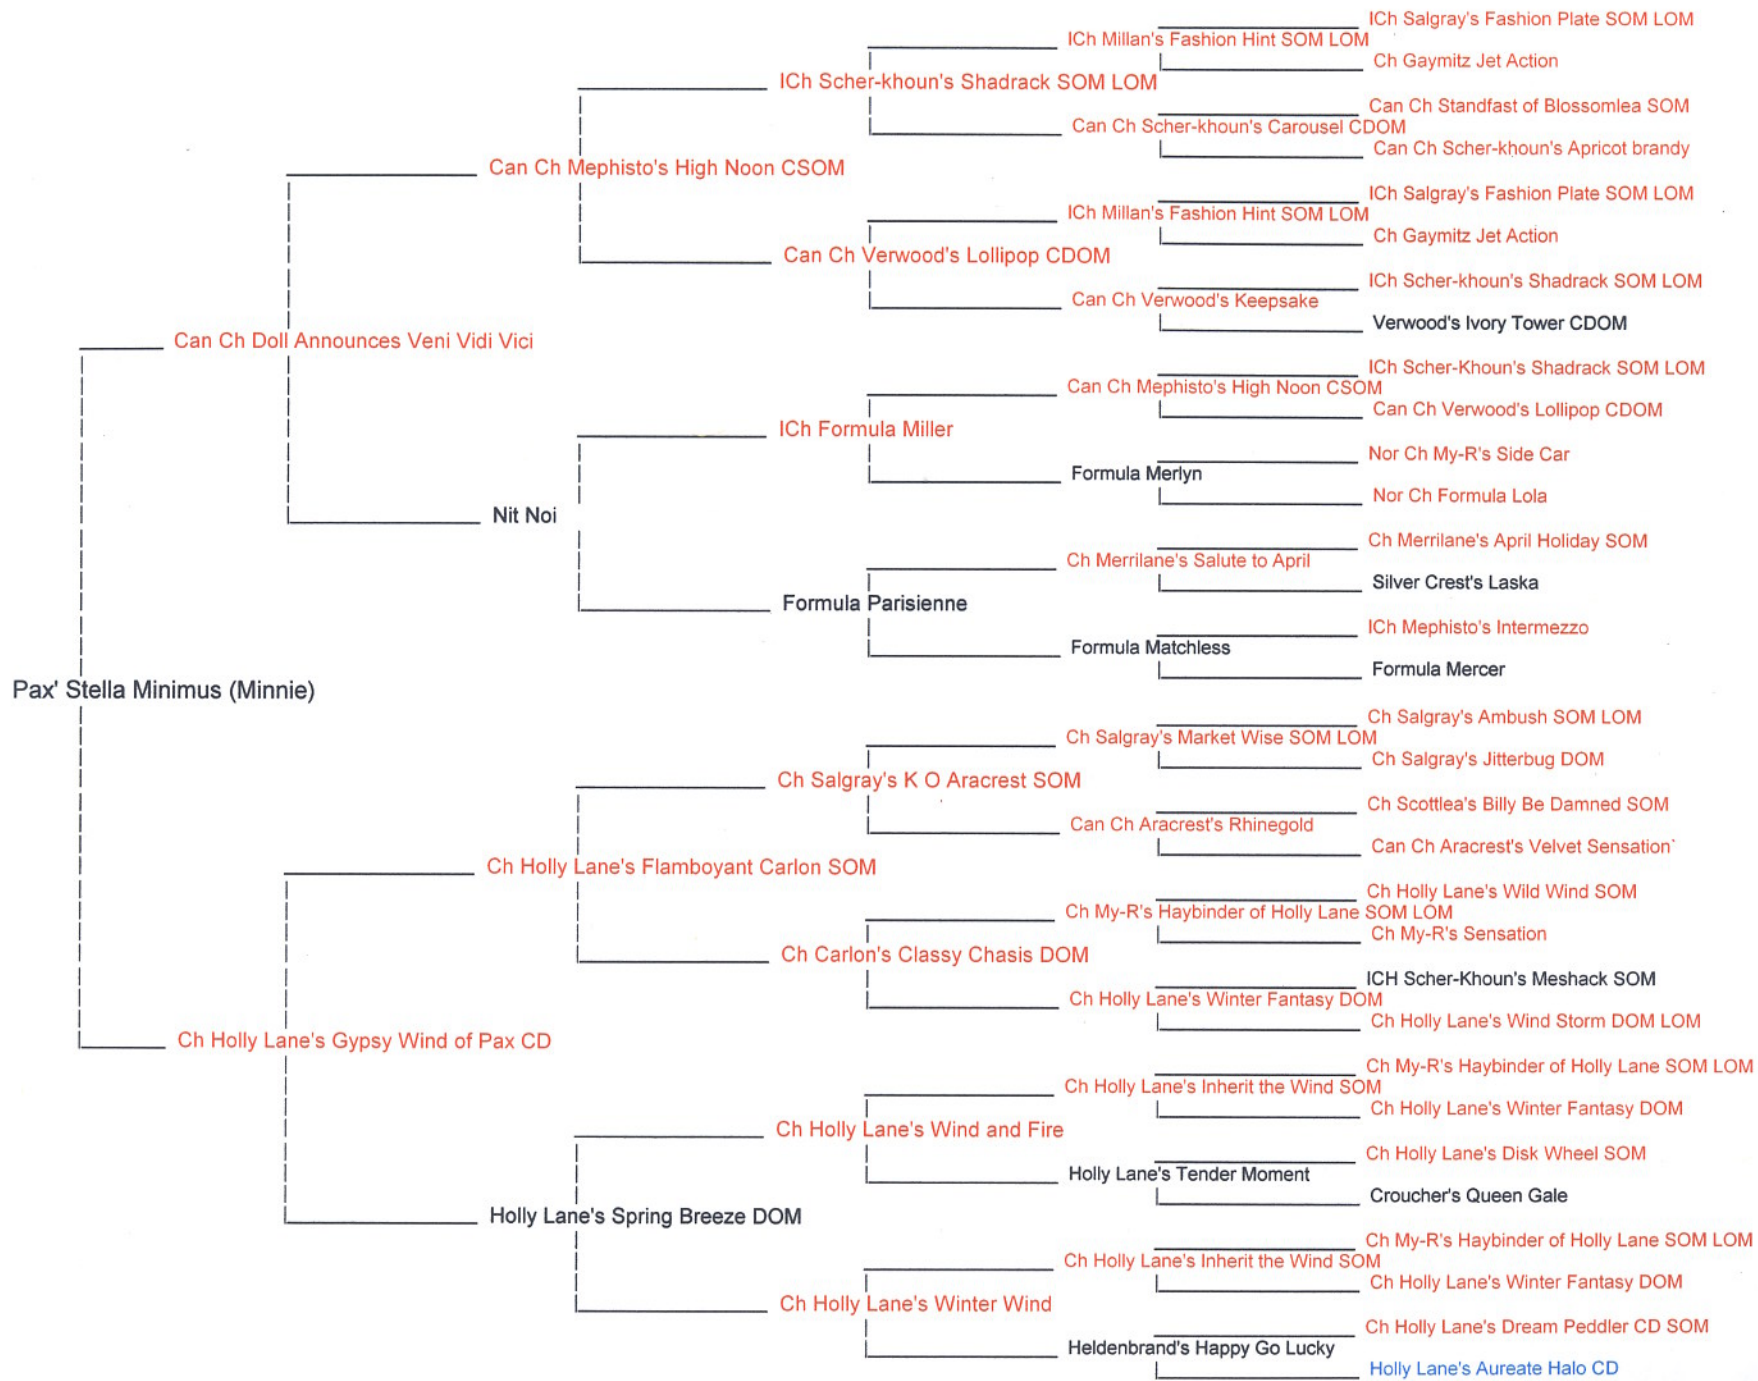 ICh Salgray's Fashion Plate SOM LOM
ICh Millan's Fashion Hint SOM LOM
Ch Gaymitz Jet Action
ICh Scher-khoun's Shadrack SOM LOM
Can Ch Standfast of Blossomlea SOM
Can Ch Scher-khoun's Carousel CDOM
Can Ch Scher-khoun's Apricot brandy
Can Ch Mephisto's High Noon CSOM
ICh Salgray's Fashion Plate SOM LOM
ICh Millan's Fashion Hint SOM LOM
Ch Gaymitz Jet Action
Can Ch Verwood's Lollipop CDOM
ICh Scher-khoun's Shadrack SOM LOM
Can Ch Verwood's Keepsake
Verwood's Ivory Tower CDOM
Can Ch Doll Announces Veni Vidi Vici
ICh Scher-Khoun's Shadrack SOM LOM
Can Ch Mephisto's High Noon CSOM
Can Ch Verwood's Lollipop CDOM
ICh Formula Miller
Nor Ch My-R's Side Car
Formula Merlyn
Nor Ch Formula Lola
Nit Noi
Ch Merrilane's April Holiday SOM
Ch Merrilane's Salute to April
Silver Crest's Laska
Formula Parisienne
ICh Mephisto's Intermezzo
Formula Matchless
Formula Mercer
Pax' Stella Minimus (Minnie)
Ch Salgray's Ambush SOM LOM
Ch Salgray's Market Wise SOM LOM
Ch Salgray's Jitterbug DOM
Ch Salgray's K O Aracrest SOM
Ch Scottlea's Billy Be Damned SOM
Can Ch Aracrest's Rhinegold
Can Ch Aracrest's Velvet Sensation
Ch Holly Lane's Flamboyant Carlon SOM
Ch Holly Lane's Wild Wind SOM
Ch My-R's Haybinder of Holly Lane SOM LOM
Ch My-R's Sensation
Ch Carlon's Classy Chasis DOM
ICH Scher-Khoun's Meshack SOM
Ch Holly Lane's Winter Fantasy DOM
Ch Holly Lane's Wind Storm DOM LOM
Ch Holly Lane's Gypsy Wind of Pax CD
Ch My-R's Haybinder of Holly Lane SOM LOM
Ch Holly Lane's Inherit the Wind SOM
Ch Holly Lane's Winter Fantasy DOM
Ch Holly Lane's Wind and Fire
Ch Holly Lane's Disk Wheel SOM
Holly Lane's Tender Moment
Croucher's Queen Gale
Holly Lane's Spring Breeze DOM
Ch My-R's Haybinder of Holly Lane SOM LOM
Ch Holly Lane's Inherit the Wind SOM
Ch Holly Lane's Winter Fantasy DOM
Ch Holly Lane's Winter Wind
Ch Holly Lane's Dream Peddler CD SOM
Heldenbrand's Happy Go Lucky
Holly Lane's Aureate Halo CD